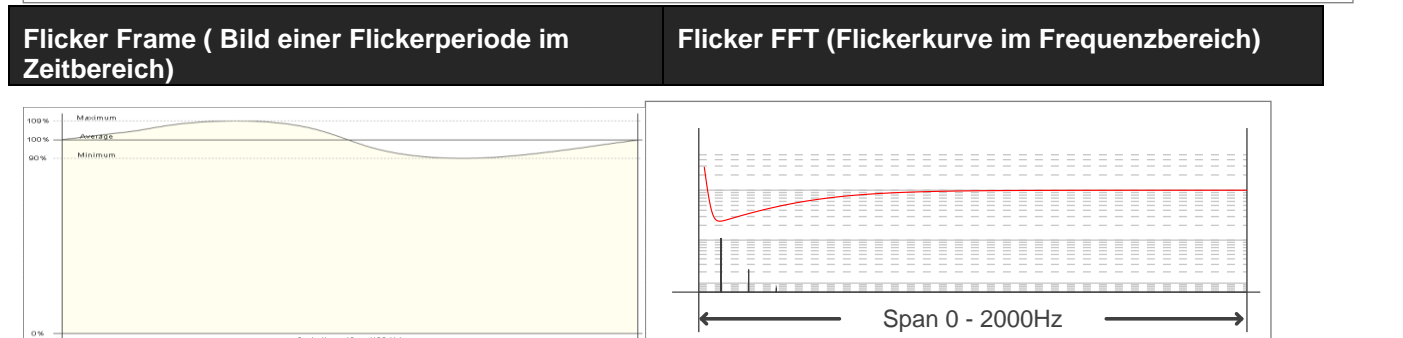 Flicker Frame ( Bild einer Flickerperiode im
Zeitbereich)
Flicker FFT (Flickerkurve im Frequenzbereich)
109%
Maximum
100%
Average
90%
Minimum
0%
Span 0 - 2000Hz